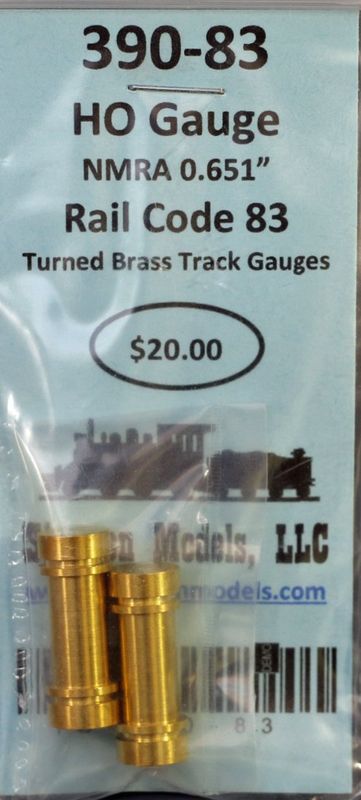 390-83
HO Gauge
NMRA 0.651”
Rail Code 83
Turned Brass Track Gauges
$20.00
Models, LLC